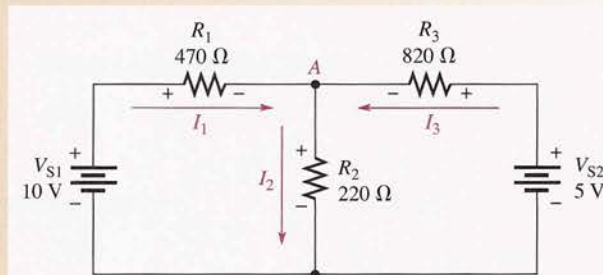 R1
470 Ω
R3
820 Ω
A
+ −
− +
I1
I3
+
VS1
10 V
−
I2
+
R2
220 Ω
−
+
VS2
5 V
−